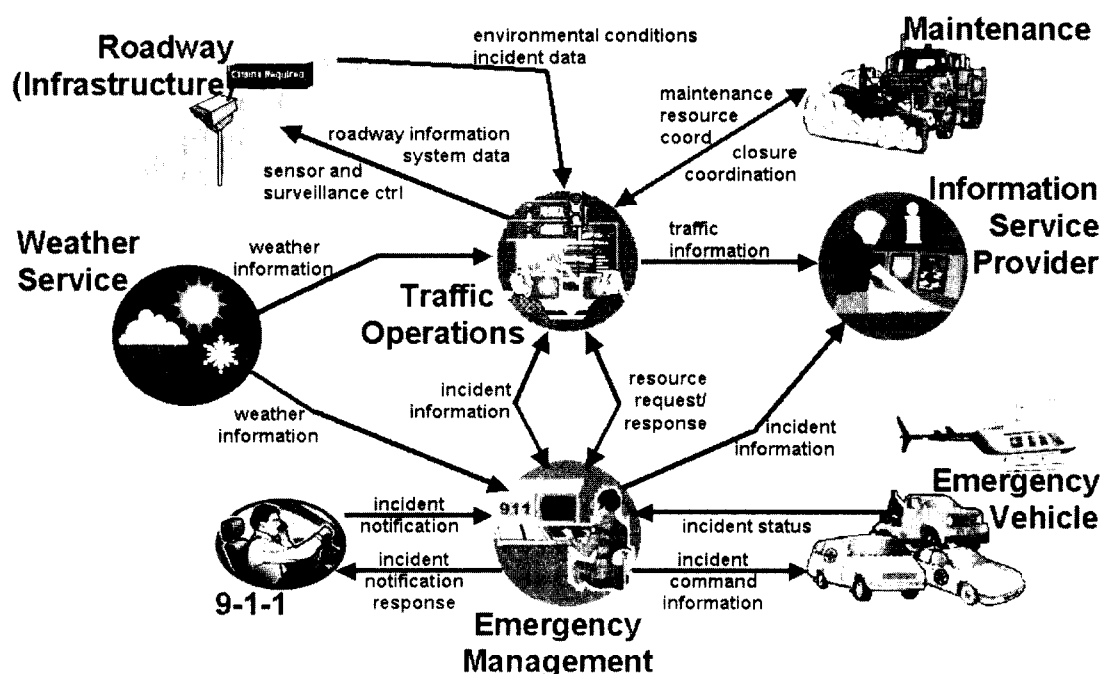 Roadway
(Infrastructure)
Chains Required
environmental conditions
incident data
Maintenance
maintenance
resource
coord
closure
coordination
roadway information
system data
sensor and
surveillance ctrl
Information
Service
Provider
Weather
Service
weather
information
traffic
information
Traffic
Operations
incident
information
resource
request/
response
weather
information
incident
information
Emergency
Vehicle
911
incident
notification
incident status
incident
notification
response
incident
command
information
9-1-1
Emergency
Management